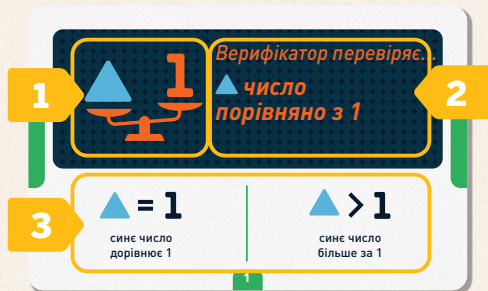 1
1
Верифікатор перевіряє...
число
порівняно з 1
2
3
= 1
синє число
дорівнює 1
> 1
синє число
більше за 1
1